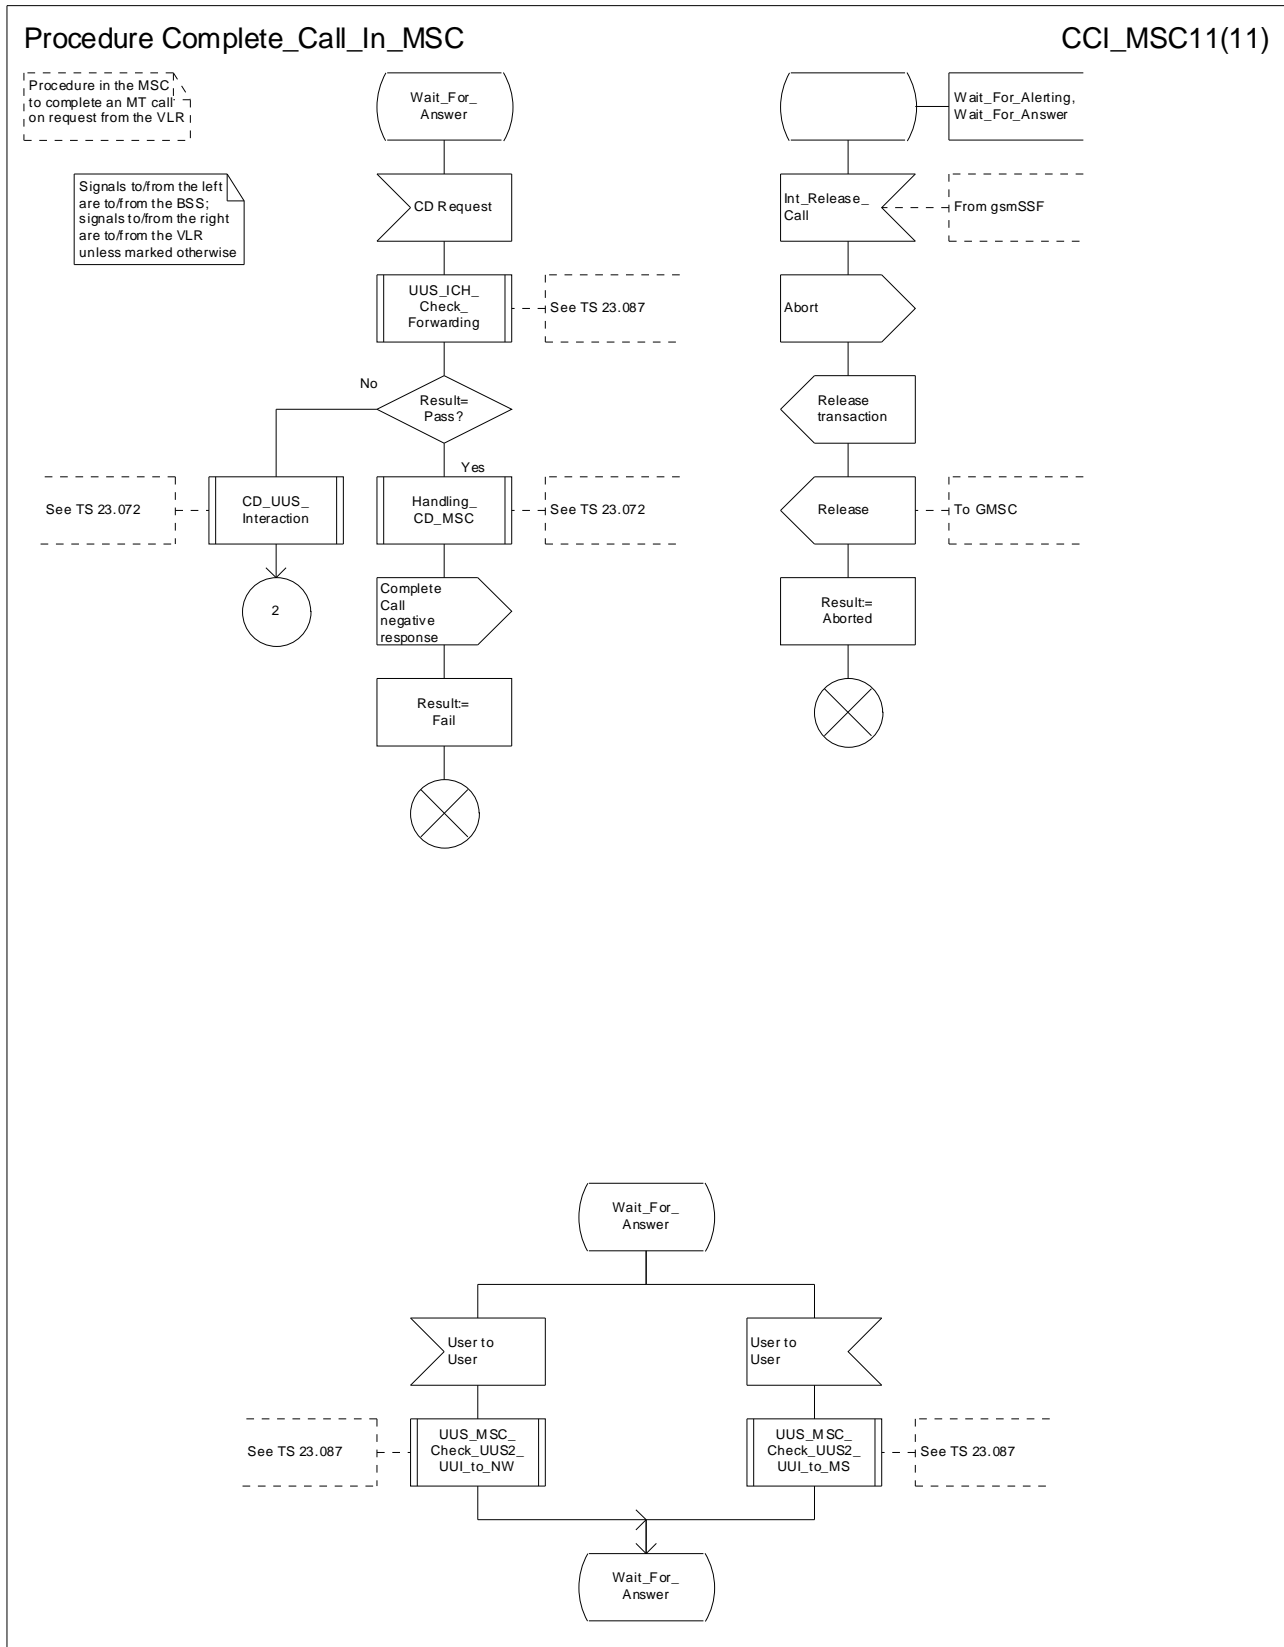 Procedure Complete_Call_In_MSC
CCI_MSC11(11)
Procedure in the MSC
to complete an MT call
on request from the VLR
Signals to/from the left
are to/from the BSS;
signals to/from the right
are to/from the VLR
unless marked otherwise
Wait_For_
Answer
CD Request
UUS_ICH_
Check_
Forwarding
See TS 23.087
Result=
Pass?
No
Yes
See TS 23.072
CD_UUS_
Interaction
2
Handling_
CD_MSC
See TS 23.072
Complete
Call
negative
response
Result:=
Fail
Wait_For_Alerting,
Wait_For_Answer
Int_Release_
Call
From gsmSSF
Abort
Release
transaction
Release
To GMSC
Result:=
Aborted
Wait_For_
Answer
User to
User
User to
User
See TS 23.087
UUS_MSC_
Check_UUS2_
UUI_to_NW
UUS_MSC_
Check_UUS2_
UUI_to_MS
See TS 23.087
Wait_For_
Answer